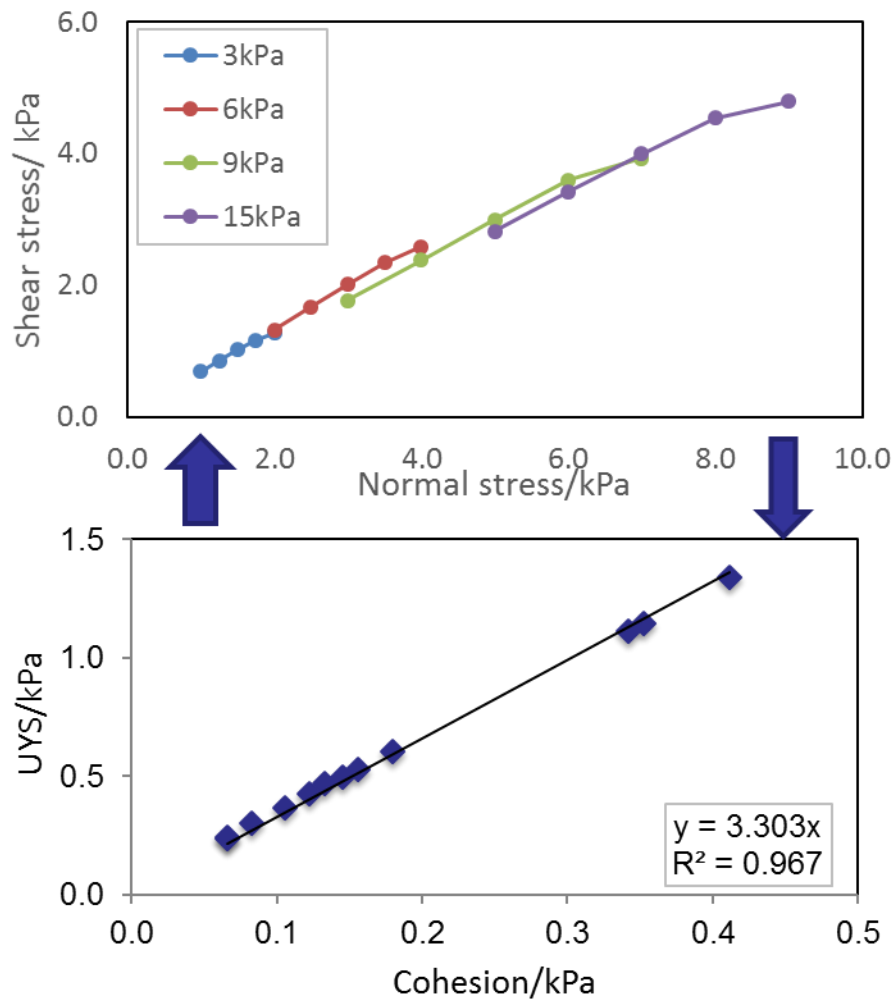 6.0
3kPa
6kPa
9kPa
15kPa
4.0
2.0
0.0
Shear stress/ kPa
0.0 2.0 4.0 6.0 8.0 10.0
Normal stress/kPa
1.5
1.0
0.5
0.0
UYS/kPa
y = 3.303x
R² = 0.967
0.0 0.1 0.2 0.3 0.4 0.5
Cohesion/kPa